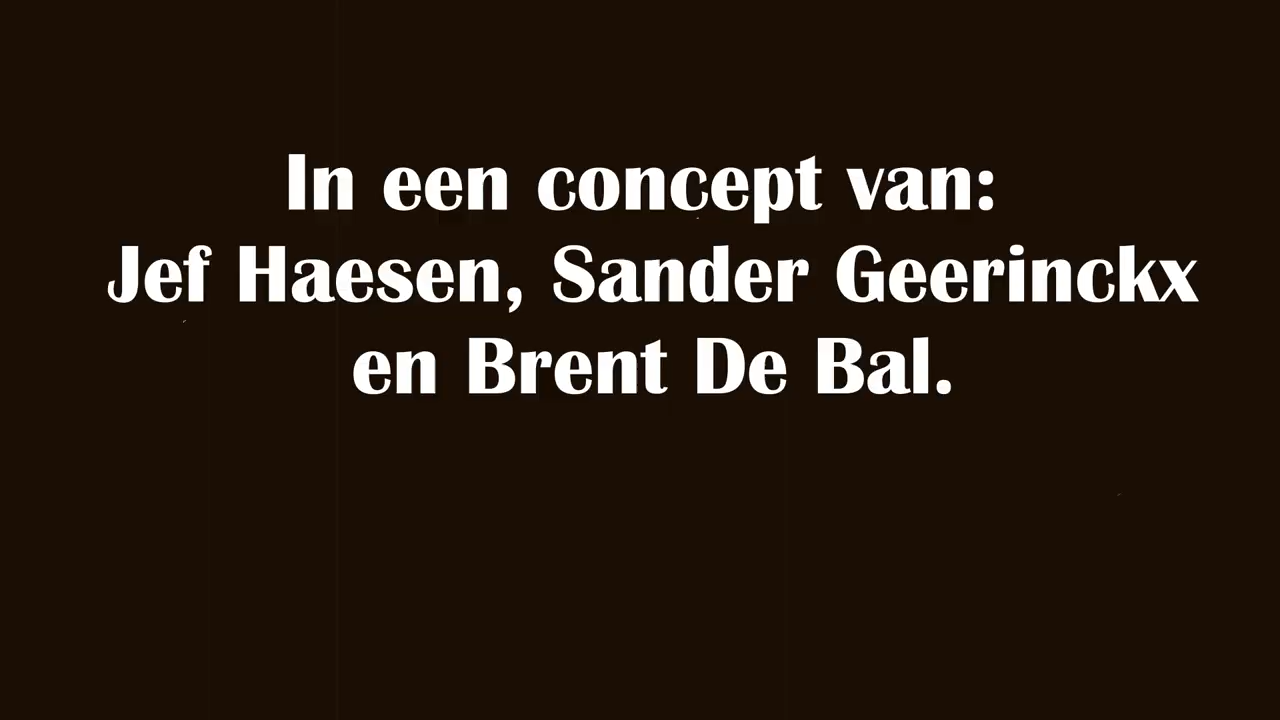 In een concept van:
Jef Haesen, Sander Geerinckx
en Brent De Bal.